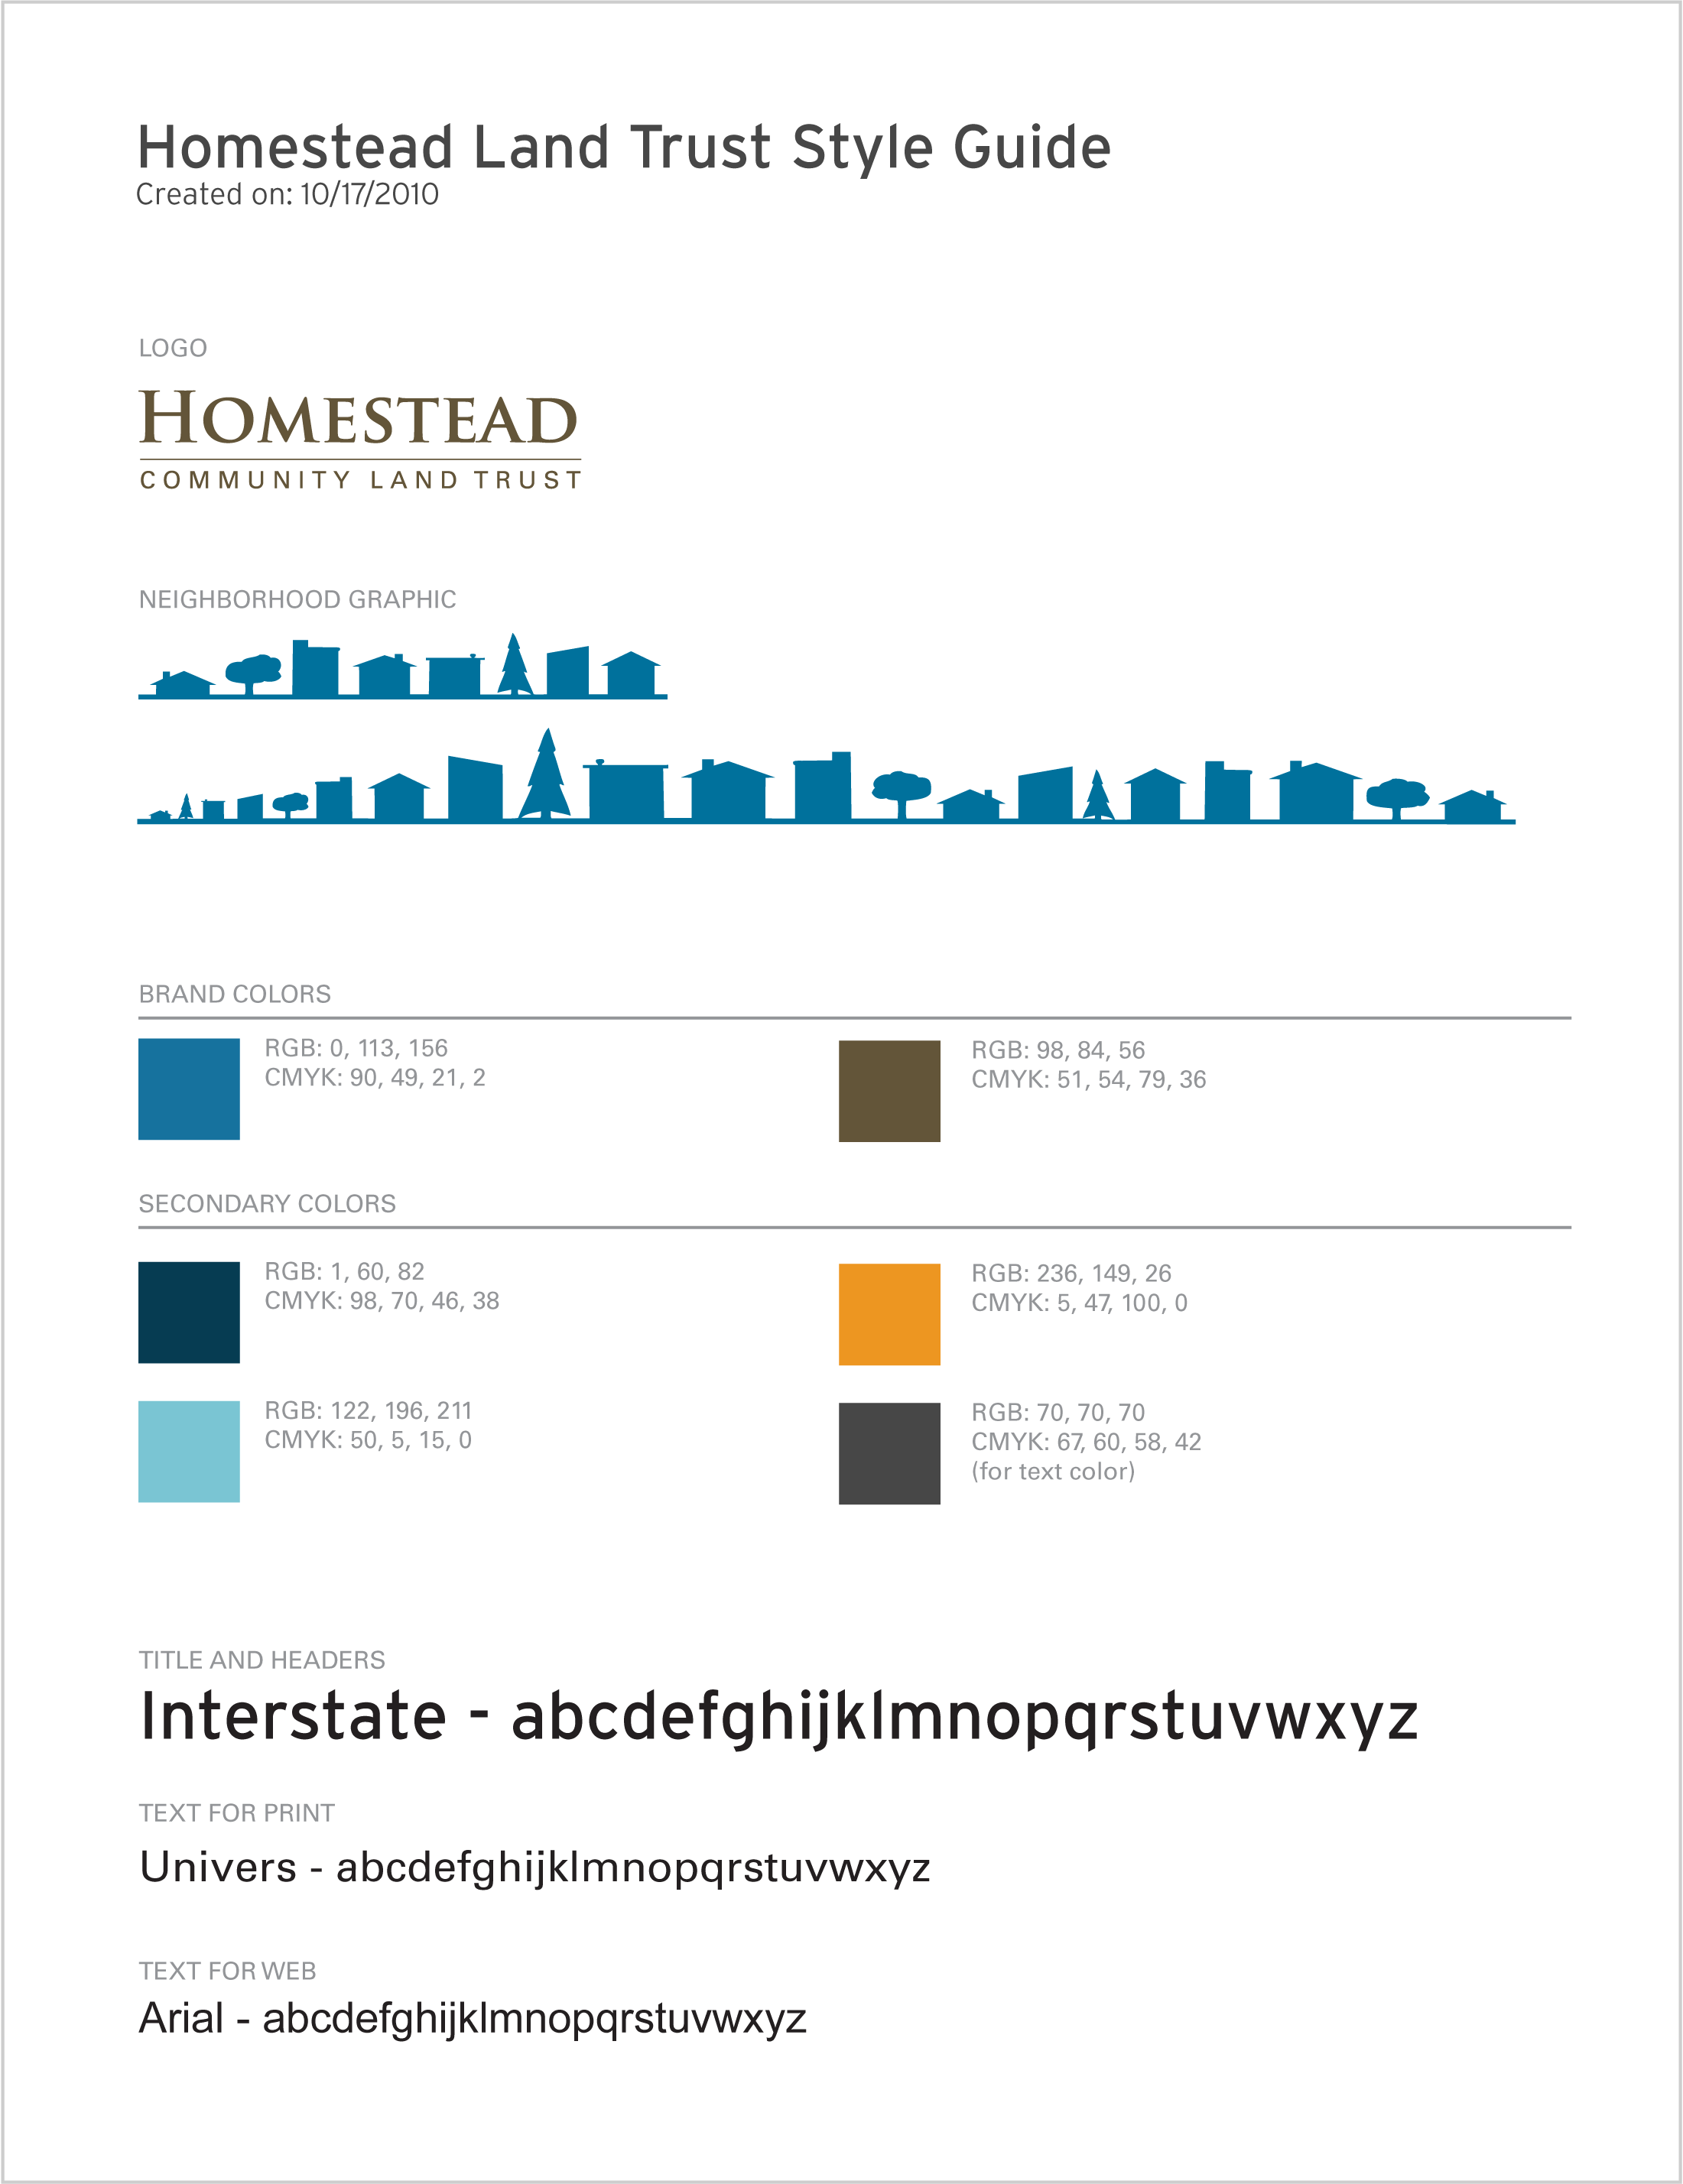 Homestead Land Trust Style Guide
Created on: 10/17/2010
LOGO
HOMESTEAD
COMMUNITY LAND TRUST
NEIGHBORHOOD GRAPHIC
BRAND COLORS
RGB: 0, 113, 156
CMYK: 90, 49, 21, 2
RGB: 98, 84, 56
CMYK: 51, 54, 79, 36
SECONDARY COLORS
RGB: 1, 60, 82
CMYK: 98, 70, 46, 38
RGB: 236, 149, 26
CMYK: 5, 47, 100, 0
RGB: 122, 196, 211
CMYK: 50, 5, 15, 0
RGB: 70, 70, 70
CMYK: 67, 60, 58, 42
(for text color)
TITLE AND HEADERS
Interstate - abcdefghijklmnopqrstuvwxyz
TEXT FOR PRINT
Univers - abcdefghijklmnopqrstuvwxyz
TEXT FOR WEB
Arial - abcdefghijklmnopqrstuvwxyz